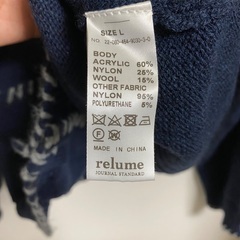 SIZE L
BODY
ACRYLIC 60%
NYLON 25%
WOOL 15%
OTHER FABRIC
NYLON 95%
POLYURETHANE 5%
MADE IN CHINA
relume
JOURNAL STANDARD